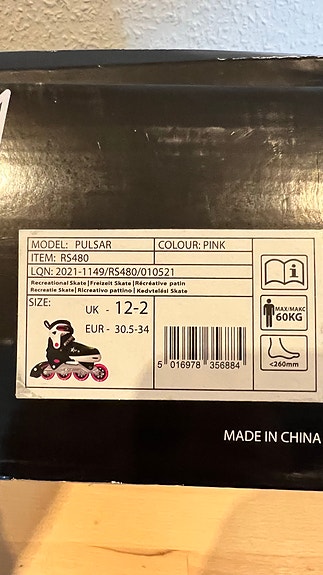 MODEL: PULSAR
COLOUR: PINK
ITEM: RS480
LQN: 2021-1149/RS480/010521
Recreational Skate | Freizeit Skate | Récréative patin
Recreatie Skate | Ricreativo pattino | Kedvtelési Skate
SIZE:
UK - 12-2
EUR - 30.5-34
5 016978 356884
MAX/MAKC
60KG
<260mm
MADE IN CHINA